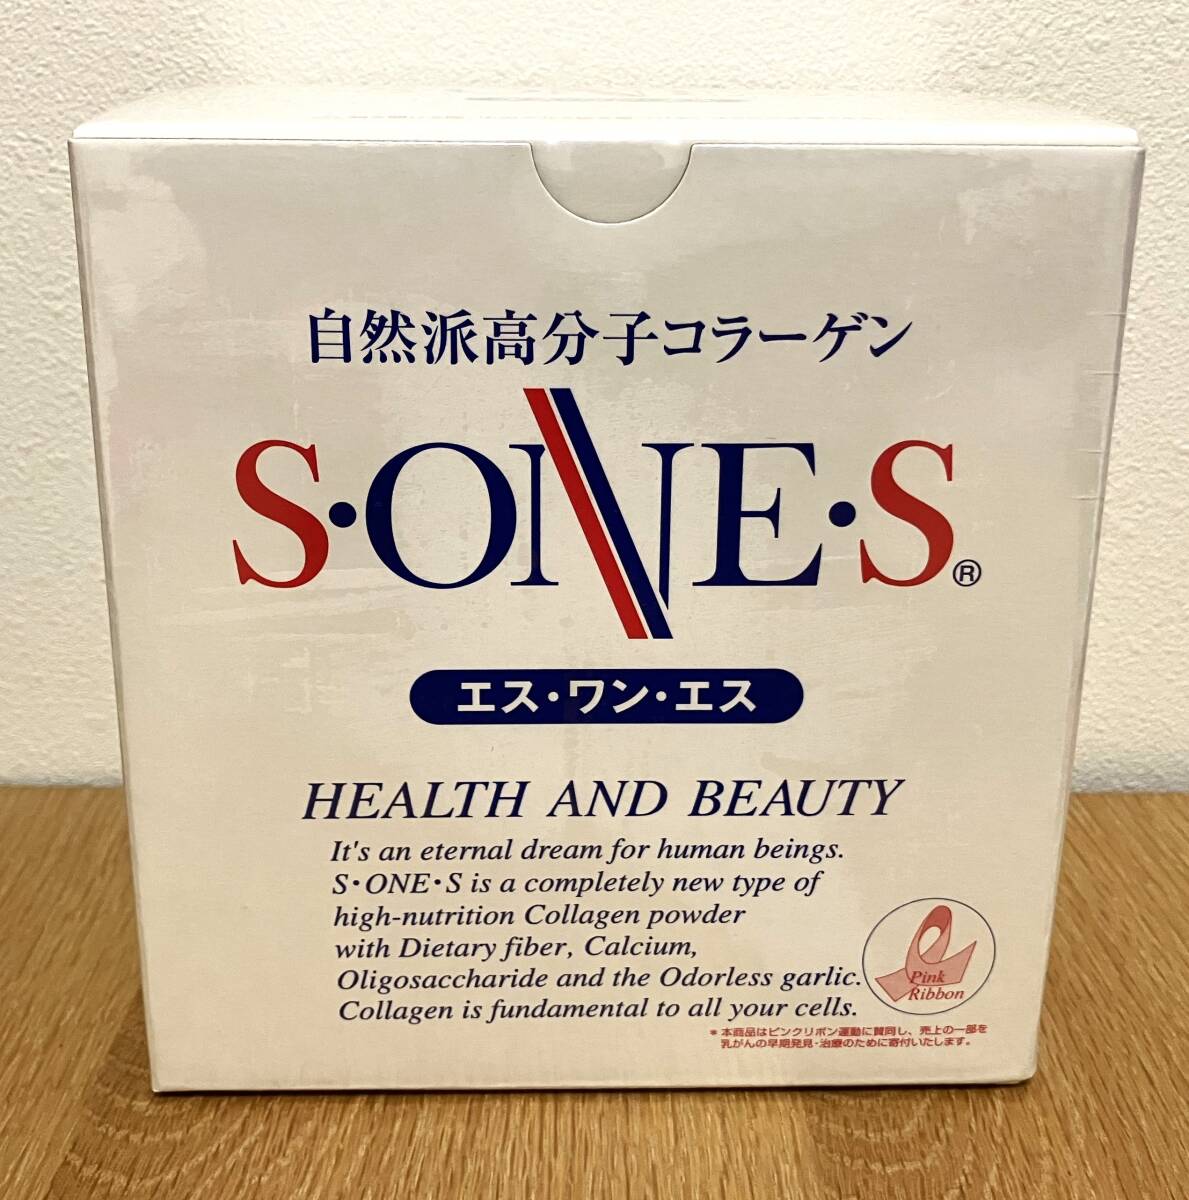 自然派高分子コラーゲン
S・ONE・S®
エス・ワン・エス
HEALTH AND BEAUTY
It's an eternal dream for human beings.
S・ONE・S is a completely new type of
high-nutrition Collagen powder
with Dietary fiber, Calcium,
Oligosaccharide and the Odorless garlic.
Collagen is fundamental to all your cells.
Pink
Ribbon
*本商品はピンクリボン運動に賛同し、売上の一部を
乳がんの早期発見・治療のために寄付いたします。